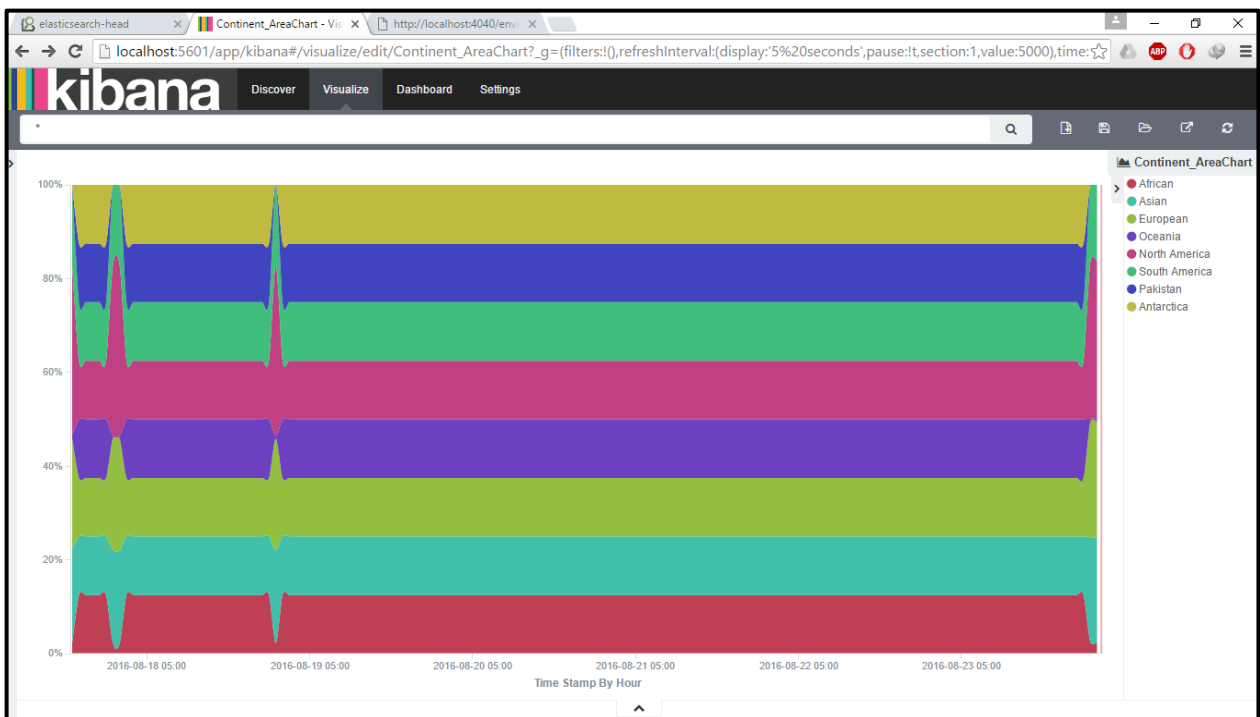 elasticsearch-head
Continent_AreaChart - Vis
http://localhost:4040/env
localhost:5601/app/kibana#/visualize/edit/Continent_AreaChart?_g=(filters:!(),refreshInterval:(display:'5%20seconds',pause:!t,section:1,value:5000),time:
ABP
kibana
Discover Visualize Dashboard Settings
*
Continent_AreaChart
African
Asian
European
Oceania
North America
South America
Pakistan
Antarctica
100%
80%
60%
40%
20%
0%
2016-08-18 05:00 2016-08-19 05:00 2016-08-20 05:00 2016-08-21 05:00 2016-08-22 05:00 2016-08-23 05:00
Time Stamp By Hour